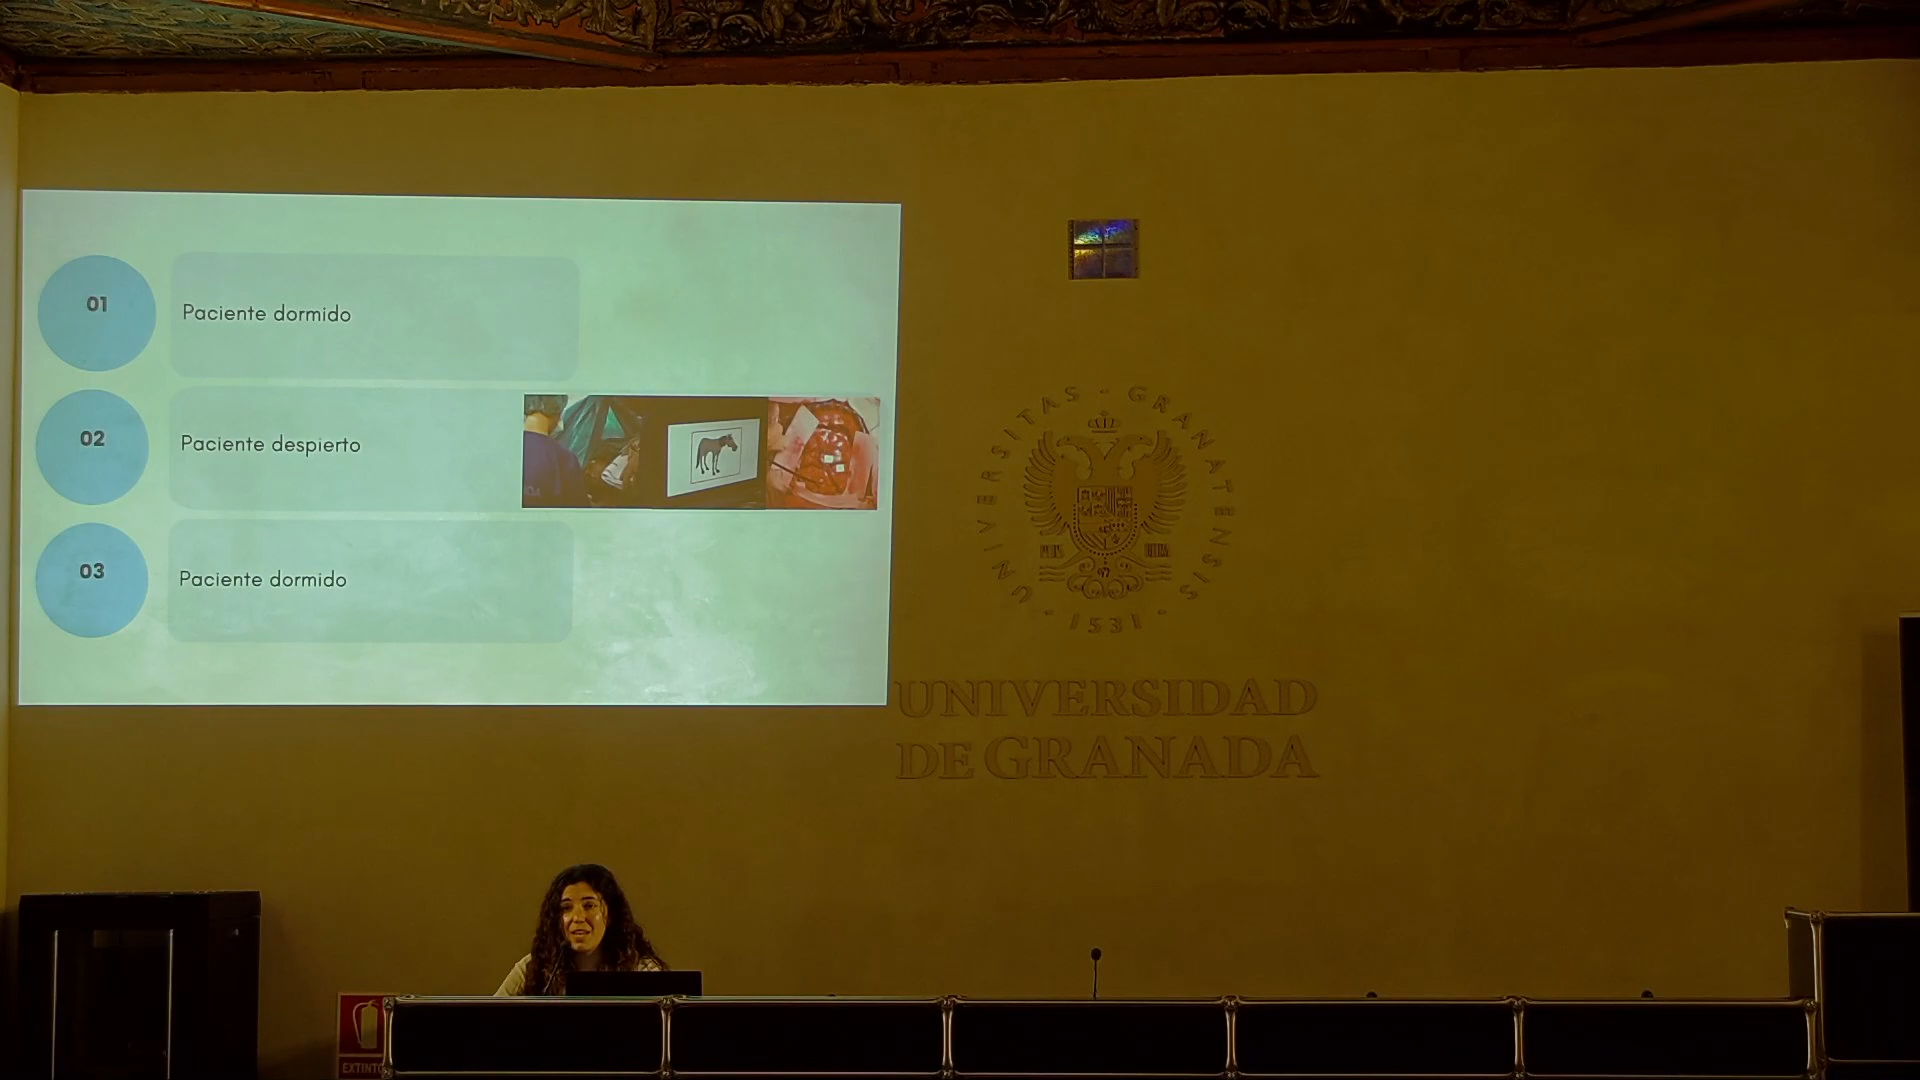 01
Paciente dormido
02
Paciente despierto
03
Paciente dormido
UNIVERSITAS · GRANATENSIS
· 1531 ·
UNIVERSIDAD
DE GRANADA